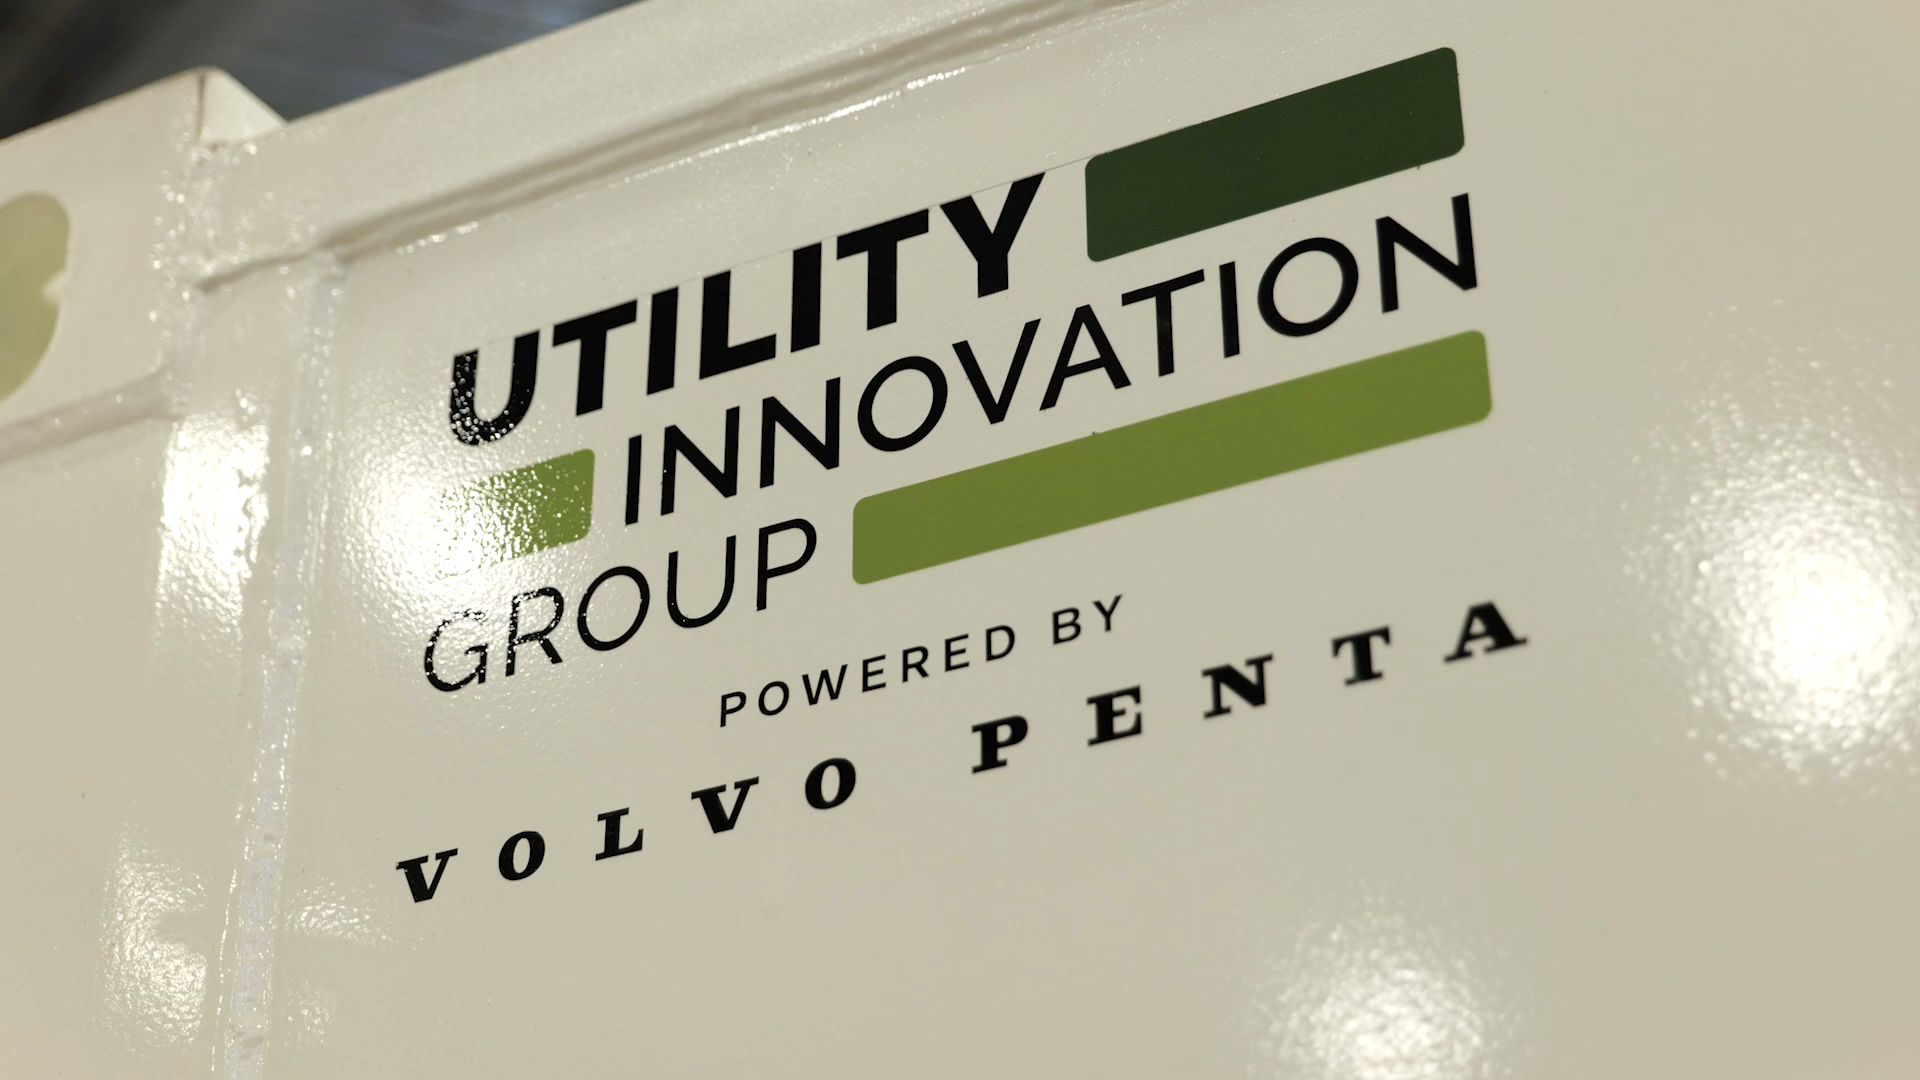 UTILITY
INNOVATION
GROUP
POWERED BY
VOLVO PENTA